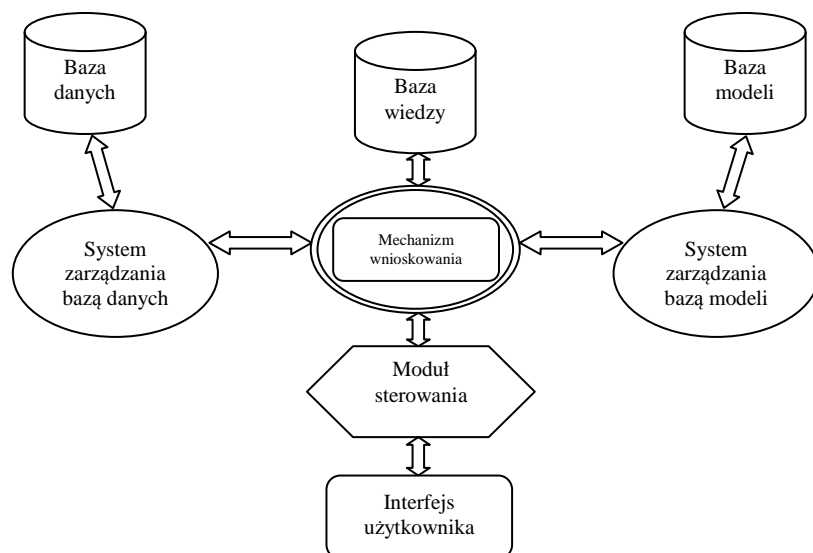 Baza
danych
Baza
wiedzy
Baza
modeli
System
zarządzania
bazą danych
Mechanizm
wnioskowania
System
zarządzania
bazą modeli
Moduł
sterowania
Interfejs
użytkownika